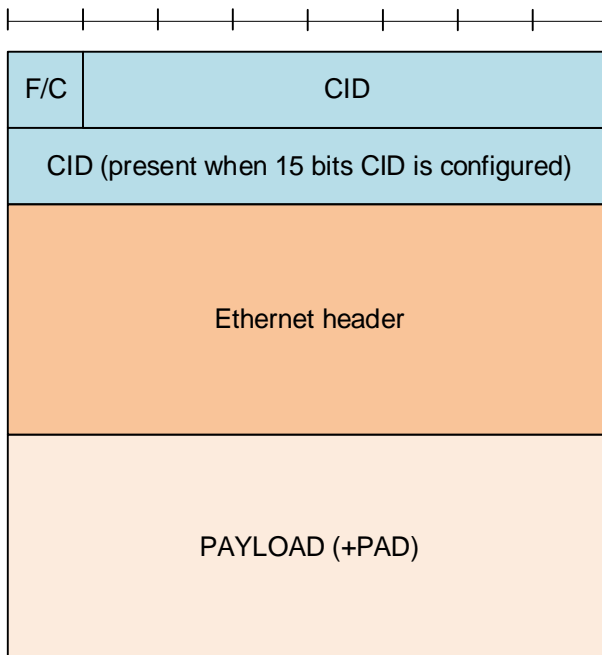 F/C CID
CID (present when 15 bits CID is configured)
Ethernet header
PAYLOAD (+PAD)